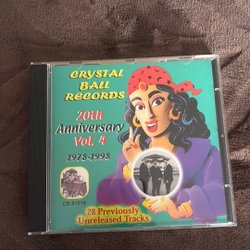 CRYSTAL
BALL
RECORDS
20th
Anniversary
Vol. 4
1978-1998
28 Previously
Unreleased Tracks